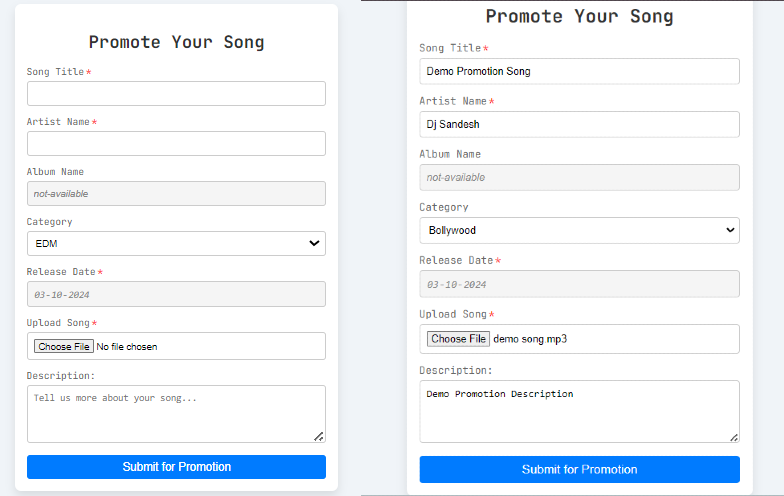 Promote Your Song
Song Title*
Artist Name*
Album Name
not-available
Category
EDM
Release Date*
03-10-2024
Upload Song*
Choose File No file chosen
Description:
Tell us more about your song...
Submit for Promotion
Promote Your Song
Song Title*
Demo Promotion Song
Artist Name*
Dj Sandesh
Album Name
not-available
Category
Bollywood
Release Date*
03-10-2024
Upload Song*
Choose File demo song.mp3
Description:
Demo Promotion Description
Submit for Promotion